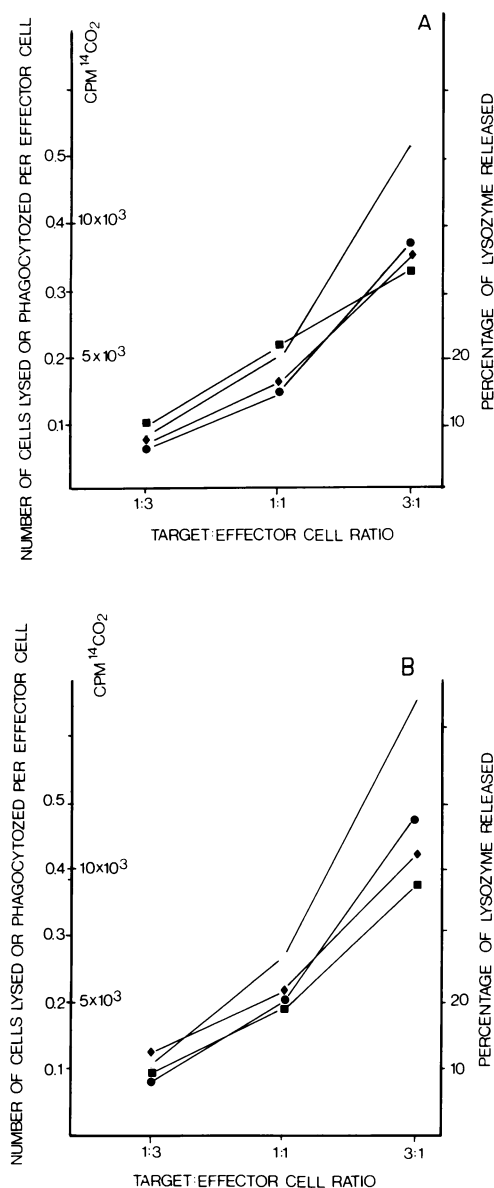 A
NUMBER OF CELLS LYSED OR PHAGOCYTOZED PER EFFECTOR CELL
CPM ¹⁴CO₂
PERCENTAGE OF LYSOZYME RELEASED
0.5
0.4
10x10³
0.3
0.2
5x10³
20
0.1
10
1:3
1:1
3:1
TARGET:EFFECTOR CELL RATIO
B
NUMBER OF CELLS LYSED OR PHAGOCYTOZED PER EFFECTOR CELL
CPM ¹⁴CO₂
PERCENTAGE OF LYSOZYME RELEASED
0.5
0.4
10x10³
0.3
0.2
5x10³
20
0.1
10
1:3
1:1
3:1
TARGET:EFFECTOR CELL RATIO